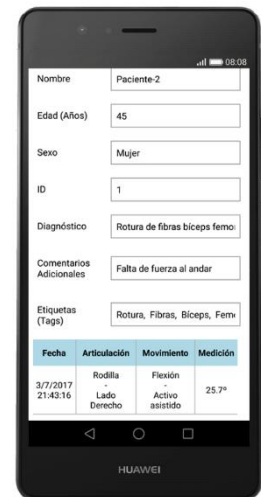 08:08
Nombre Paciente-2
Edad (Años) 45
Sexo Mujer
ID 1
Diagnóstico Rotura de fibras bíceps femo
Comentarios Adicionales Falta de fuerza al andar
Etiquetas (Tags) Rotura, Fibras, Bíceps, Fem
Fecha Articulación Movimiento Medición
3/7/2017 21:43:16 Rodilla - Lado Derecho Flexión - Activo asistido 25.7º
HUAWEI